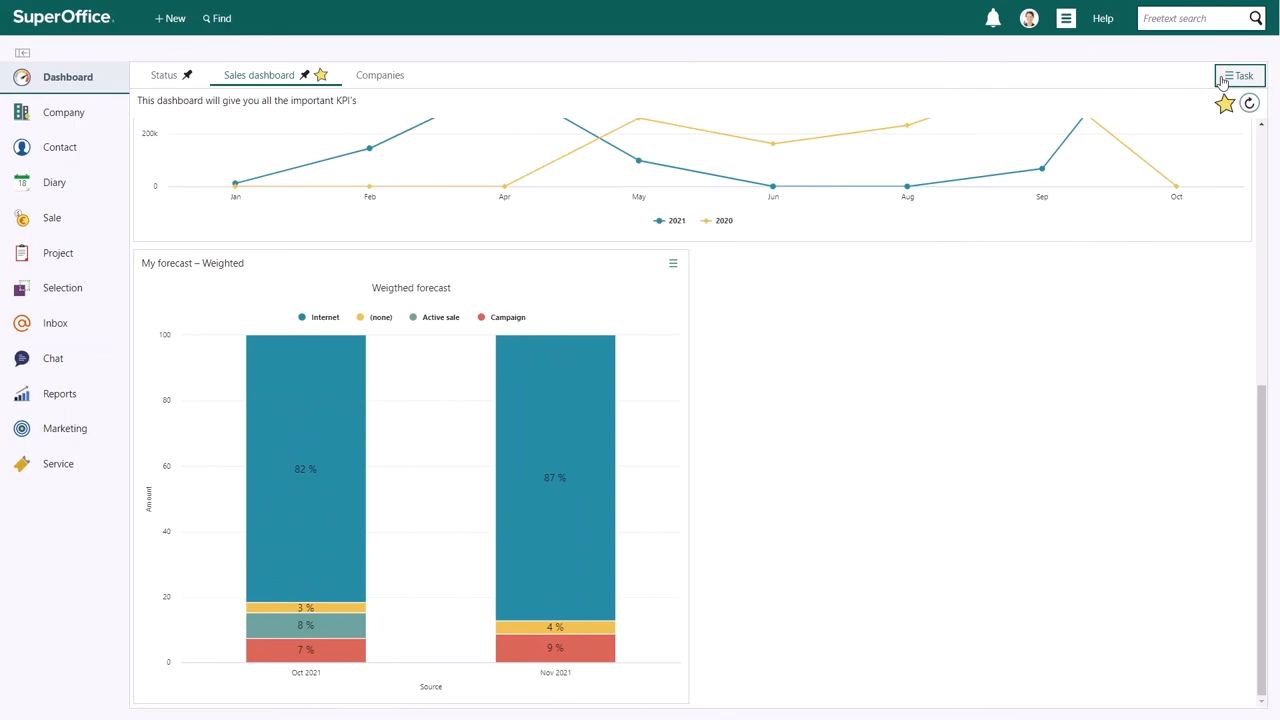 SuperOffice.
+ New
Find
Help
Freetext search
Dashboard
Company
Contact
18
Diary
Sale
Project
Selection
Inbox
Chat
Reports
Marketing
Service
Status
Sales dashboard
Companies
Task
This dashboard will give you all the important KPI's
200k
0
Jan
Feb
Apr
May
Jun
Aug
Sep
Oct
2021
2020
My forecast – Weighted
Weigthed forecast
Internet
(none)
Active sale
Campaign
100
80
60
40
20
0
Amount
82 %
3 %
8 %
7 %
87 %
4 %
9 %
Oct 2021
Nov 2021
Source